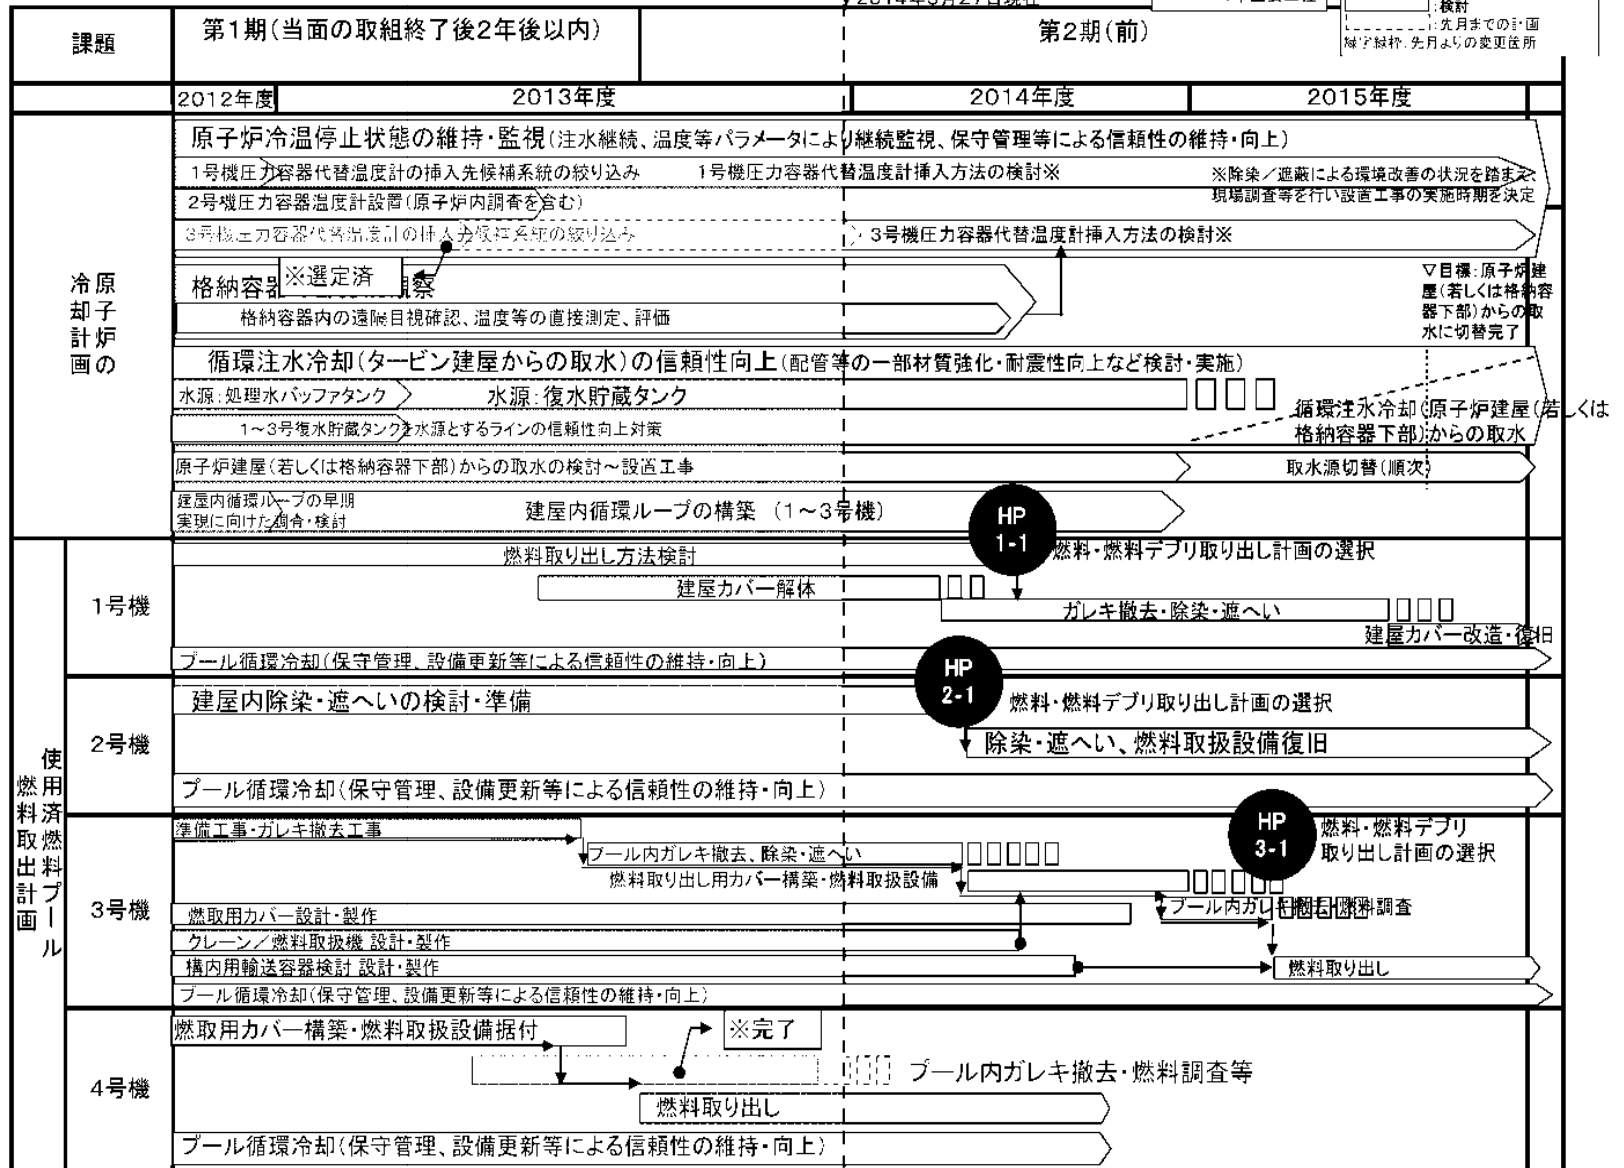 検討
:先月までの計画
緑字緑枠:先月よりの変更箇所
課題
第1期(当面の取組終了後2年後以内)
第2期(前)
2012年度
2013年度
2014年度
2015年度
原子炉の
冷却計画
原子炉冷温停止状態の維持・監視(注水継続、温度等パラメータにより継続監視、保守管理等による信頼性の維持・向上)
1号機圧力容器代替温度計の挿入先候補系統の絞り込み
1号機圧力容器代替温度計挿入方法の検討※
※除染/遮蔽による環境改善の状況を踏まえ、
現場調査等を行い設置工事の実施時期を決定
2号機圧力容器温度計設置(原子炉内調査を含む)
3号機圧力容器代替温度計の挿入先候補系統の絞り込み
3号機圧力容器代替温度計挿入方法の検討※
※選定済
格納容器
観察
格納容器内の遠隔目視確認、温度等の直接測定、評価
▽目標:原子炉建
屋(若しくは格納容
器下部)からの取
水に切替完了
循環注水冷却(タービン建屋からの取水)の信頼性向上(配管等の一部材質強化・耐震性向上など検討・実施)
水源:処理水バッファタンク
水源:復水貯蔵タンク
循環注水冷却(原子炉建屋(若しくは
格納容器下部)からの取水
1~3号復水貯蔵タンクを水源とするラインの信頼性向上対策
原子炉建屋(若しくは格納容器下部)からの取水の検討~設置工事
取水源切替(順次)
建屋内循環ループの早期
実現に向けた調査・検討
建屋内循環ループの構築 (1~3号機)
使用済燃料プール
燃料取出計画
1号機
燃料取り出し方法検討
HP
1-1
燃料・燃料デブリ取り出し計画の選択
建屋カバー解体
ガレキ撤去・除染・遮へい
建屋カバー改造・復旧
プール循環冷却(保守管理、設備更新等による信頼性の維持・向上)
2号機
建屋内除染・遮へいの検討・準備
HP
2-1
燃料・燃料デブリ取り出し計画の選択
除染・遮へい、燃料取扱設備復旧
プール循環冷却(保守管理、設備更新等による信頼性の維持・向上)
3号機
準備工事・ガレキ撤去工事
HP
3-1
燃料・燃料デブリ
取り出し計画の選択
プール内ガレキ撤去、除染・遮へい
燃料取り出し用カバー構築・燃料取扱設備
燃取用カバー設計・製作
プール内ガレキ撤去・燃料調査
クレーン/燃料取扱機 設計・製作
構内用輸送容器検討 設計・製作
燃料取り出し
プール循環冷却(保守管理、設備更新等による信頼性の維持・向上)
4号機
燃取用カバー構築・燃料取扱設備据付
※完了
プール内ガレキ撤去・燃料調査等
燃料取り出し
プール循環冷却(保守管理、設備更新等による信頼性の維持・向上)